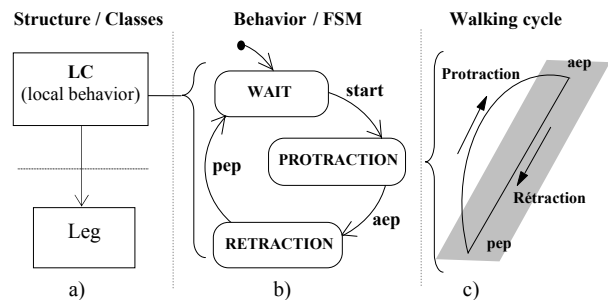 Structure / Classes
Behavior / FSM
Walking cycle
LC
(local behavior)
Leg
a)
WAIT
start
PROTRACTION
aep
RETRACTION
pep
b)
aep
Protraction
Rétraction
pep
c)